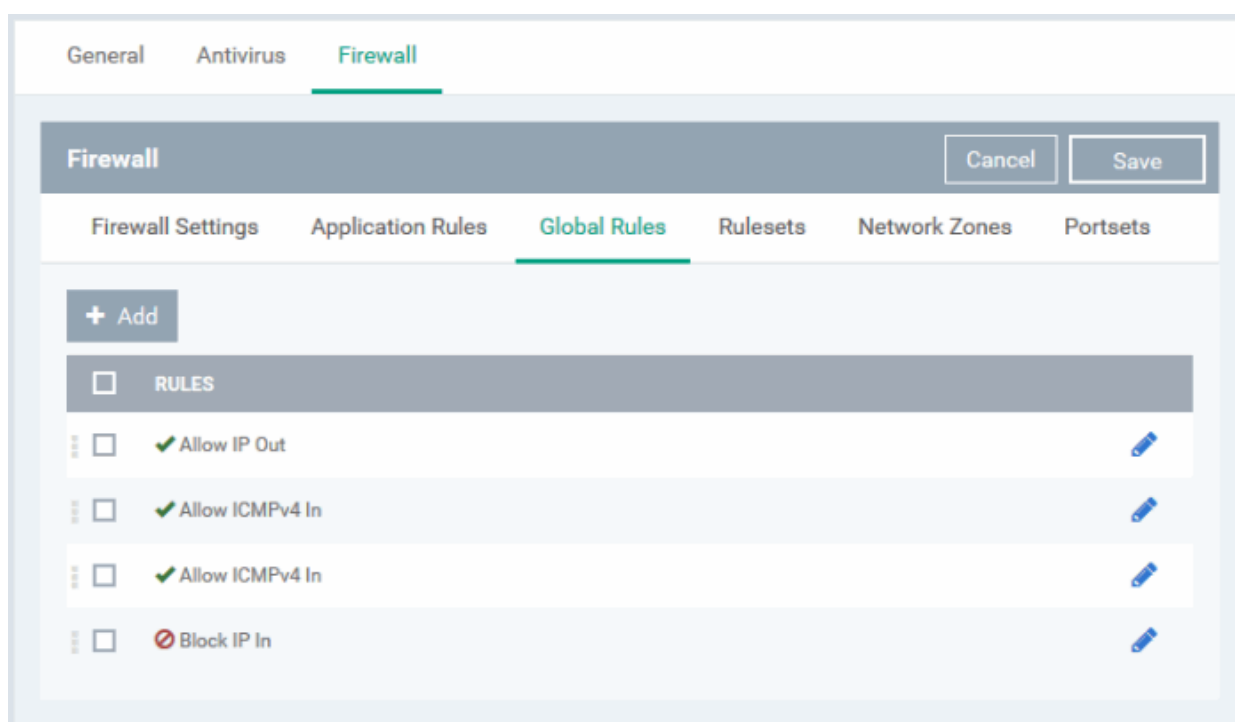 General Antivirus Firewall
Firewall Cancel Save
Firewall Settings Application Rules Global Rules Rulesets Network Zones Portsets
+ Add
RULES
Allow IP Out
Allow ICMPv4 In
Allow ICMPv4 In
Block IP In